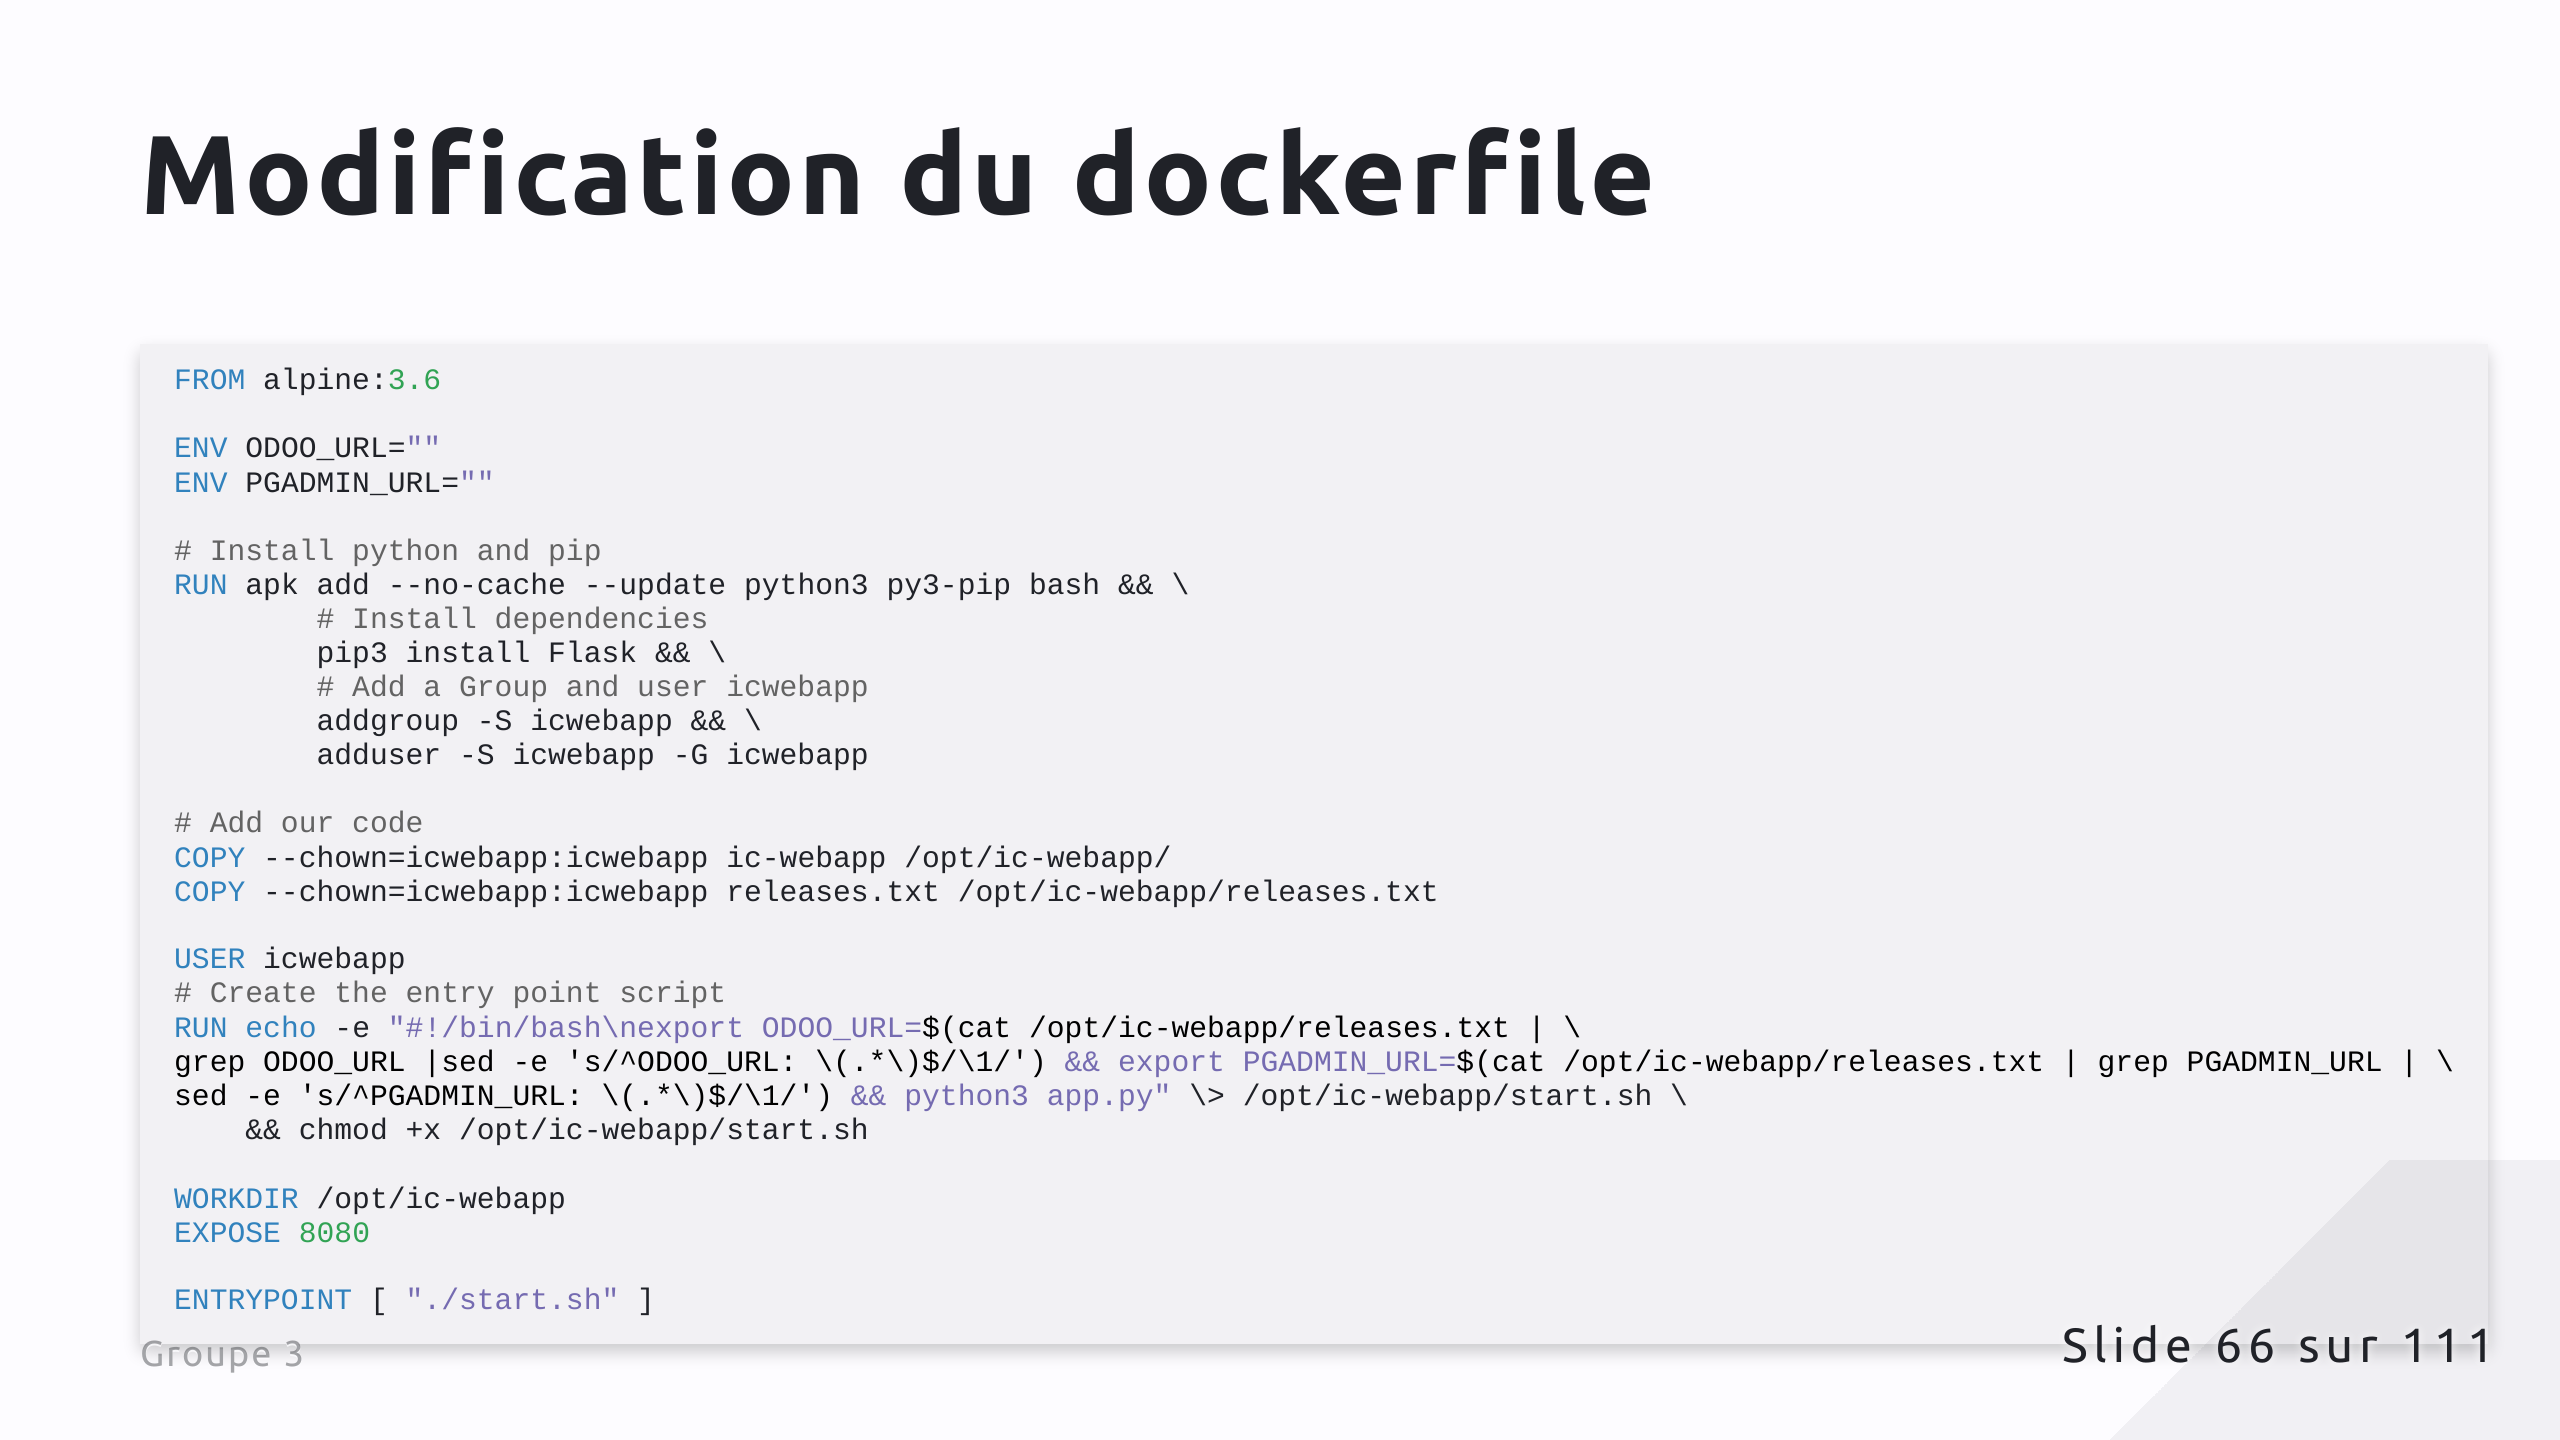 Modification du dockerfile
FROM alpine:3.6
ENV ODOO_URL=""
ENV PGADMIN_URL=""
# Install python and pip
RUN apk add --no-cache --update python3 py3-pip bash && \
        # Install dependencies
        pip3 install Flask && \
        # Add a Group and user icwebapp
        addgroup -S icwebapp && \
        adduser -S icwebapp -G icwebapp
# Add our code
COPY --chown=icwebapp:icwebapp ic-webapp /opt/ic-webapp/
COPY --chown=icwebapp:icwebapp releases.txt /opt/ic-webapp/releases.txt
USER icwebapp
# Create the entry point script
RUN echo -e "#!/bin/bash\nexport ODOO_URL=$(cat /opt/ic-webapp/releases.txt | \
grep ODOO_URL |sed -e 's/^ODOO_URL: \(.*\)$/\1/') && export PGADMIN_URL=$(cat /opt/ic-webapp/releases.txt | grep PGADMIN_URL | \
sed -e 's/^PGADMIN_URL: \(.*\)$/\1/') && python3 app.py" \> /opt/ic-webapp/start.sh \
    && chmod +x /opt/ic-webapp/start.sh
WORKDIR /opt/ic-webapp
EXPOSE 8080
ENTRYPOINT [ "./start.sh" ]
Groupe 3
Slide 66 sur 111